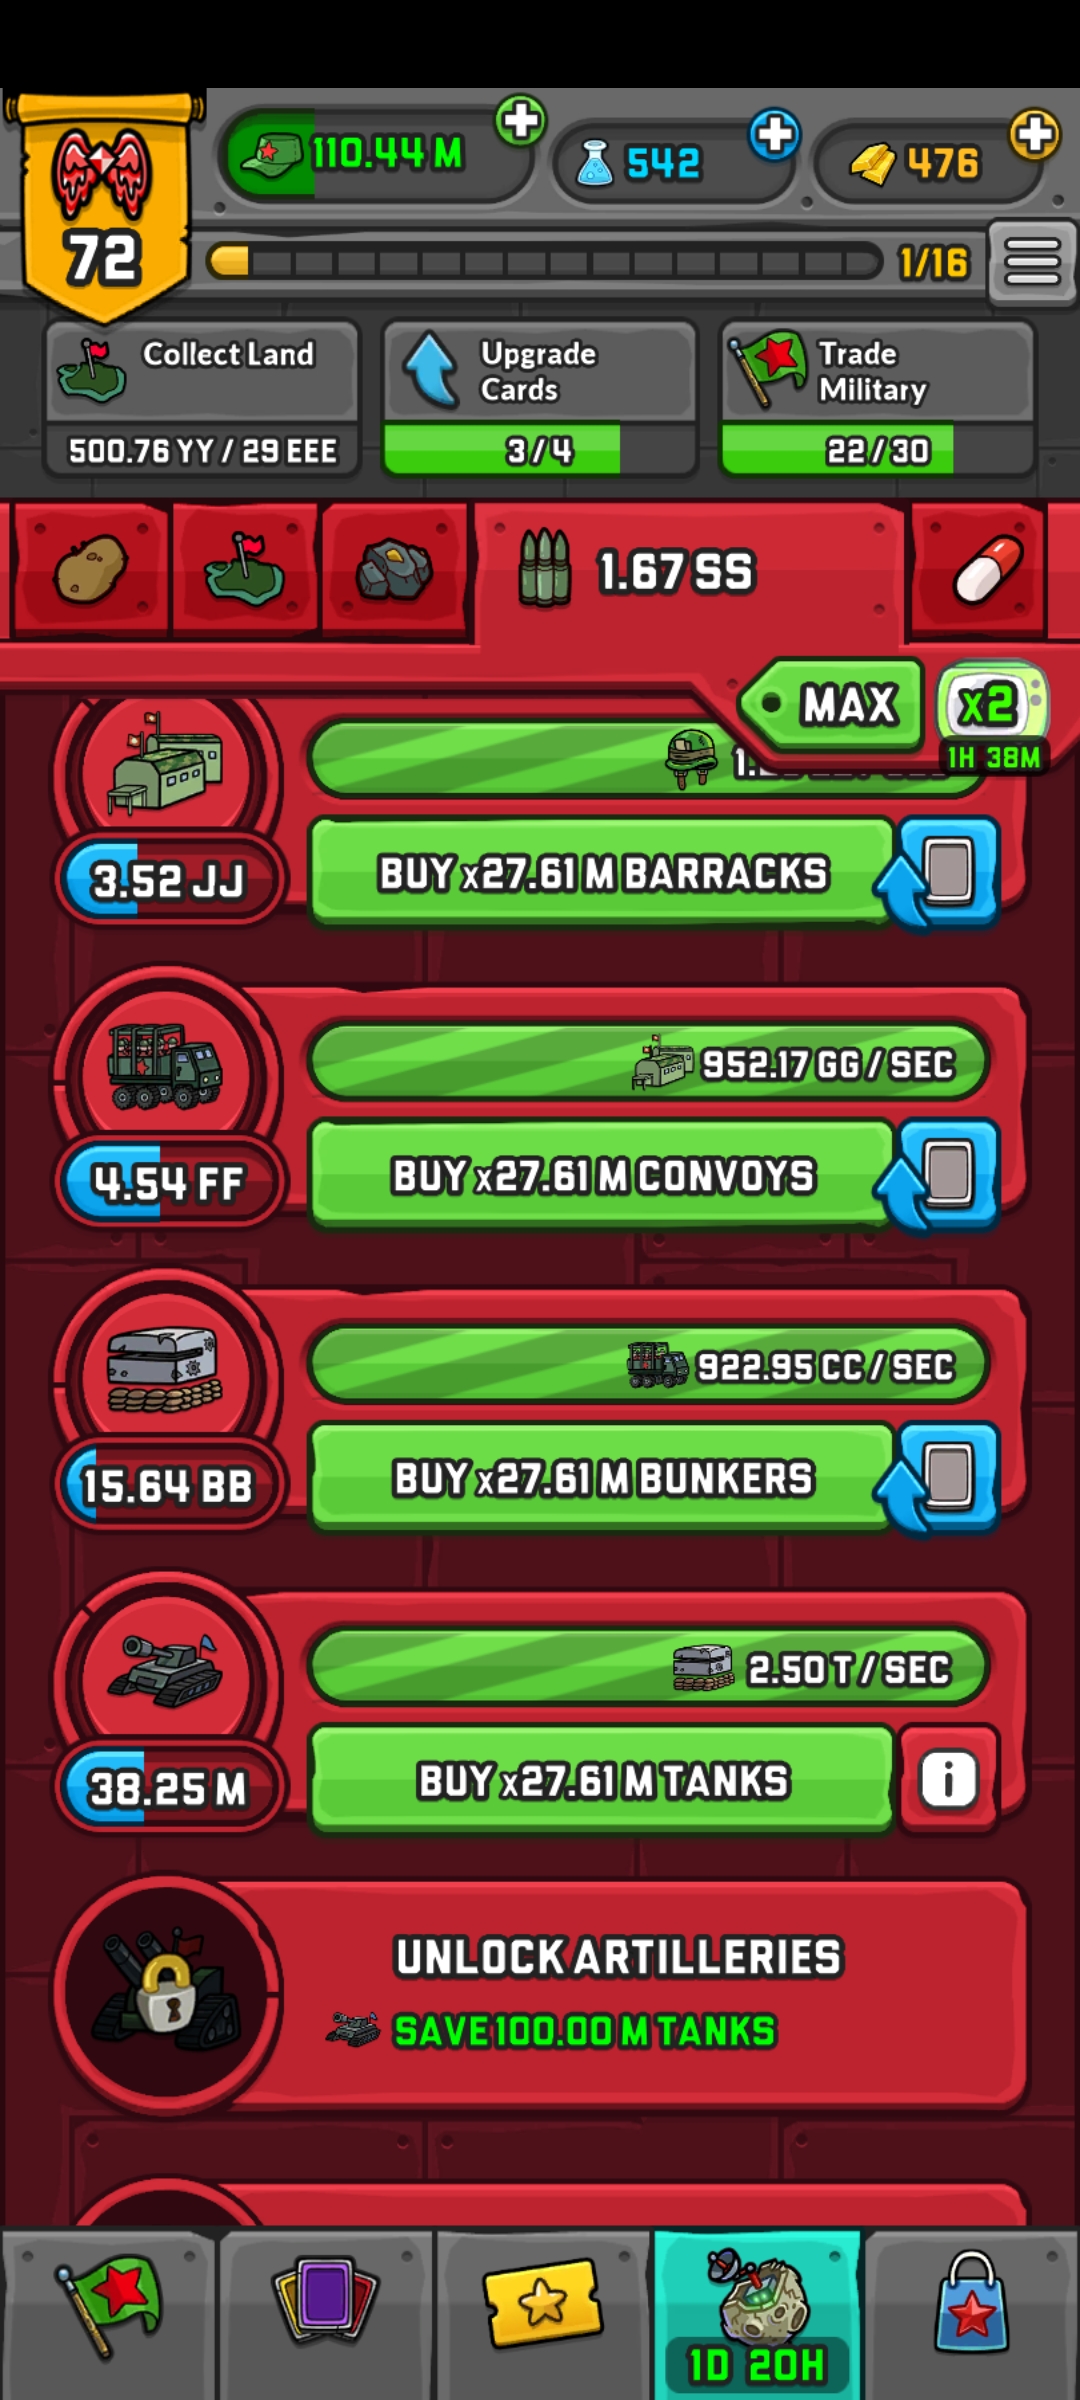 110.44 M
542
476
72
1/16
Collect Land
500.76 YY / 29 EEE
Upgrade
Cards
3/4
Trade
Military
22/30
1.67 SS
MAX
x2
1H 38M
3.52 JJ
BUY x27.61 M BARRACKS
952.17 GG / SEC
4.54 FF
BUY x27.61 M CONVOYS
922.95 CC / SEC
15.64 BB
BUY x27.61 M BUNKERS
2.50 T / SEC
38.25 M
BUY x27.61 M TANKS
i
UNLOCK ARTILLERIES
SAVE 100.00 M TANKS
1D 20H